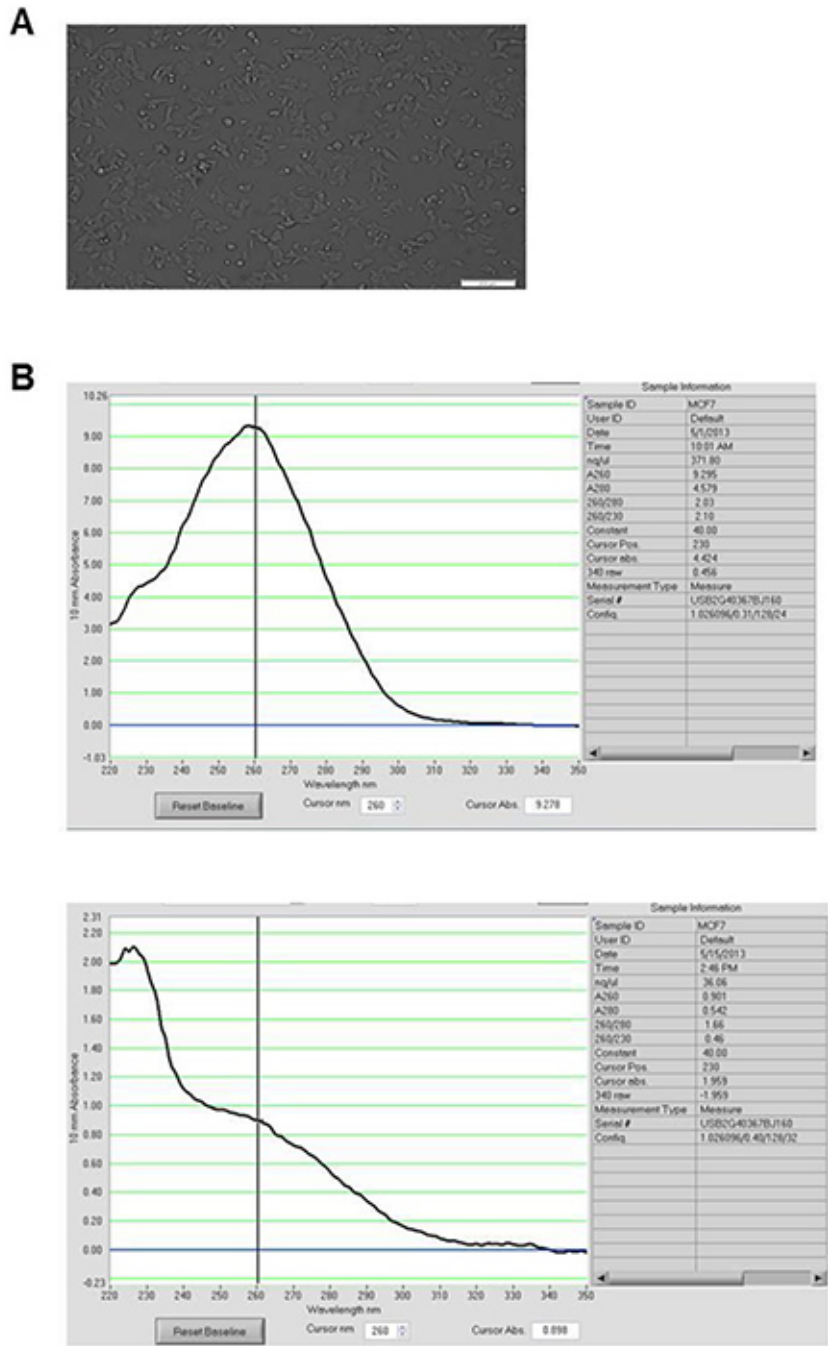 A
B
Sample Information
Sample ID MCF7
User ID Default
Date 5/1/2013
Time 10:01 AM
ng/ul 371.80
A260 9.295
A280 4.579
260/280 2.03
260/230 2.10
Constant 40.00
Cursor Pos. 230
Cursor abs. 4.424
340 raw 0.456
Measurement Type Measure
Serial # USB2G40367BJ160
Config. 1.026096/0.31/128/24
10.26
9.00
8.00
7.00
6.00
5.00
4.00
3.00
2.00
1.00
0.00
-1.03
10 mm Absorbance
220 230 240 250 260 270 280 290 300 310 320 330 340 350
Wavelength nm
Reset Baseline Cursor nm 260 Cursor Abs. 9.278
Sample Information
Sample ID MCF7
User ID Default
Date 5/15/2013
Time 2:46 PM
ng/ul 36.06
A260 0.901
A280 0.542
260/280 1.66
260/230 0.46
Constant 40.00
Cursor Pos. 230
Cursor abs. 1.959
340 raw -1.959
Measurement Type Measure
Serial # USB2G40367BJ160
Config. 1.026096/0.40/128/32
2.31
2.20
2.00
1.80
1.60
1.40
1.20
1.00
0.80
0.60
0.40
0.20
0.00
-0.23
10 mm Absorbance
220 230 240 250 260 270 280 290 300 310 320 330 340 350
Wavelength nm
Reset Baseline Cursor nm 260 Cursor Abs. 0.898